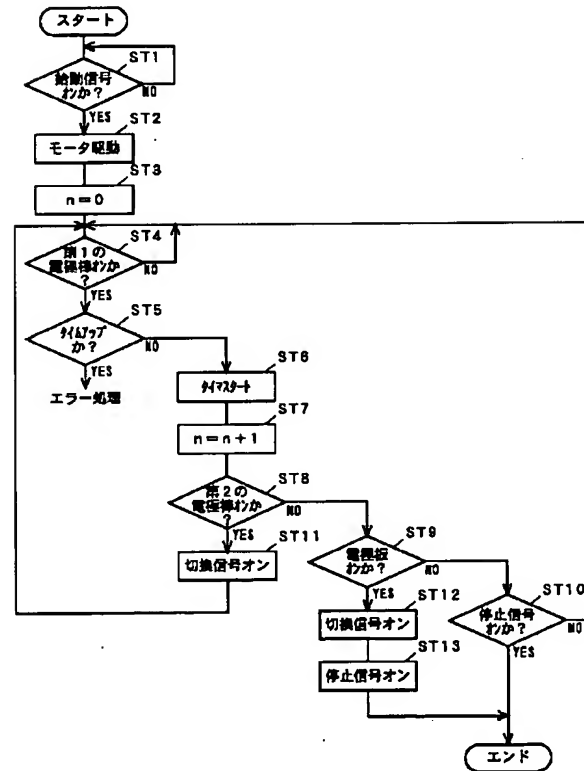 スタート
ST1
始動信号
オンか?
NO
YES
ST2
モータ駆動
ST3
n=0
ST4
第1の
電極棒オンか
?
NO
YES
ST5
タイムアップ
か?
NO
YES
エラー処理
ST6
タイマスタート
ST7
n=n+1
ST8
第2の
電極棒オンか
?
NO
YES
ST11
切換信号オン
ST9
電極板
オンか?
NO
YES
ST12
切換信号オン
ST13
停止信号オン
ST10
停止信号
オンか?
NO
YES
エンド